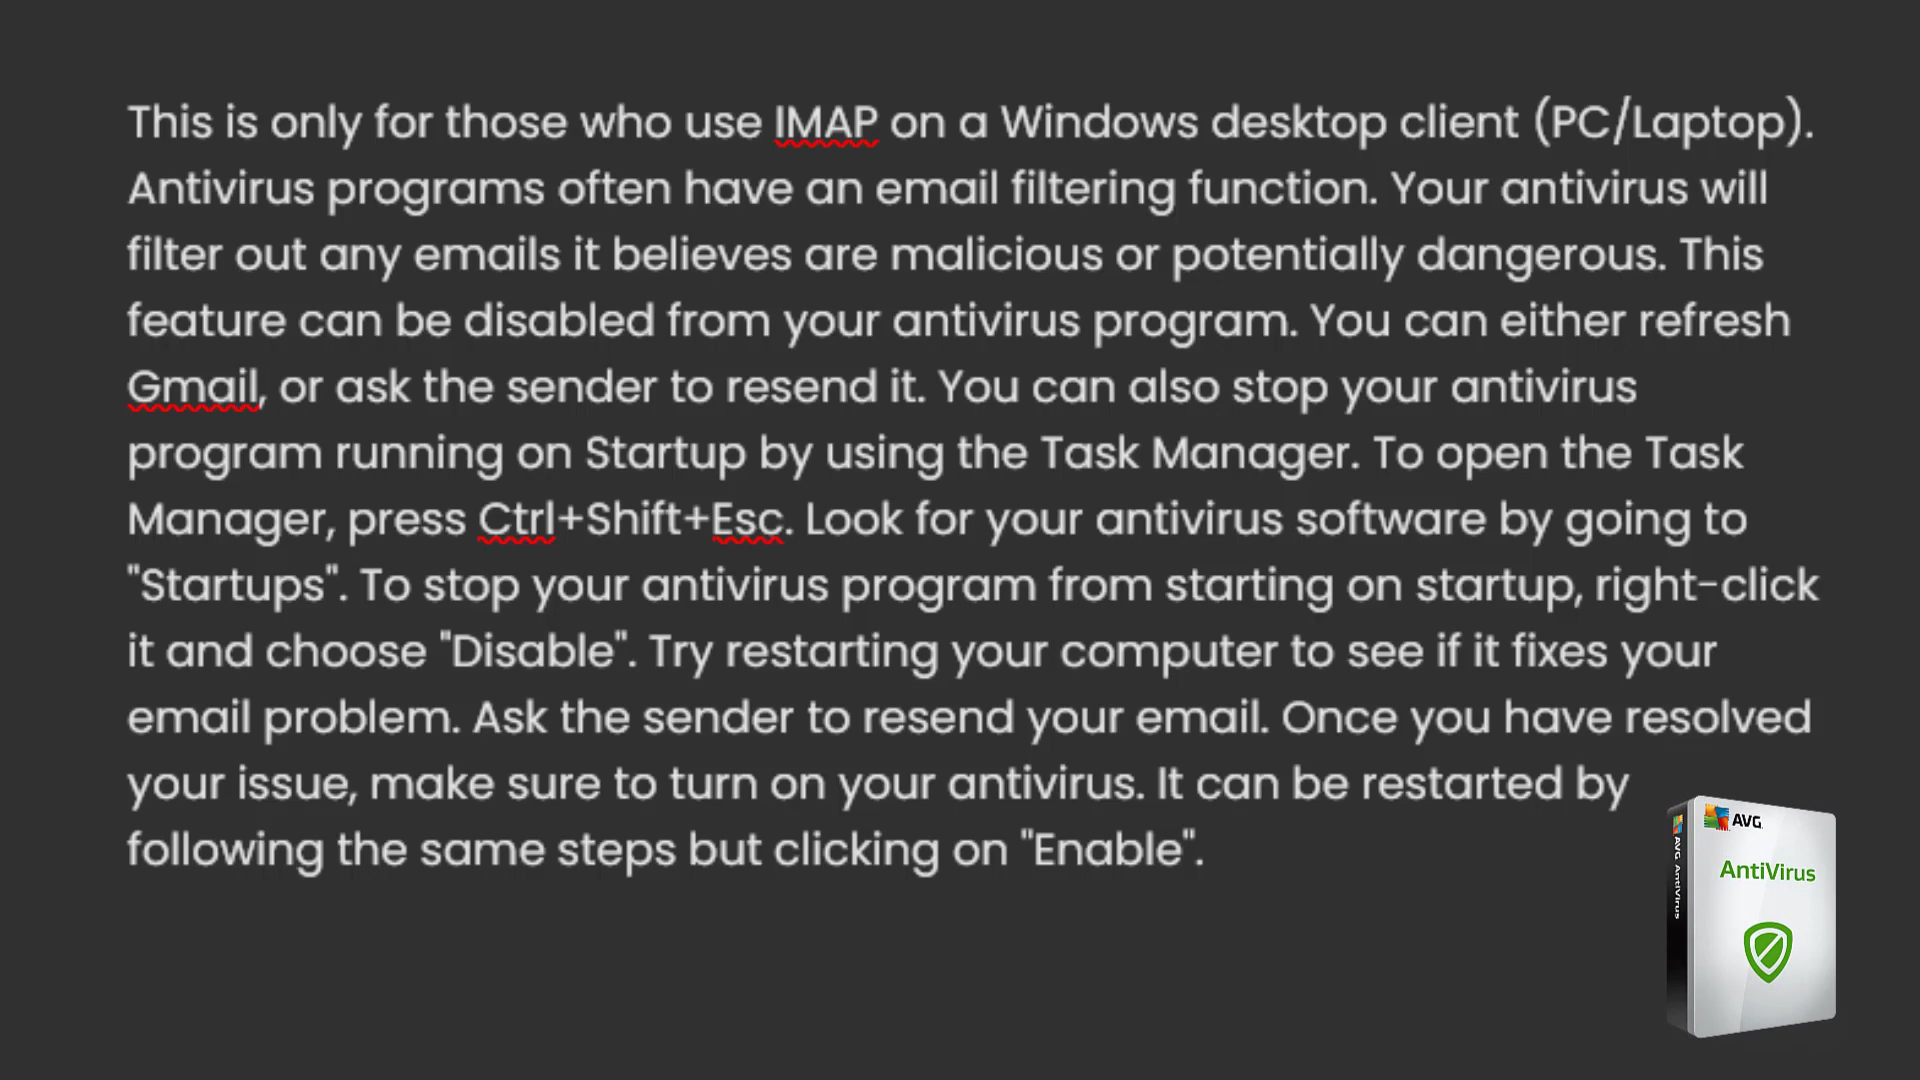 This is only for those who use IMAP on a Windows desktop client (PC/Laptop).
Antivirus programs often have an email filtering function. Your antivirus will
filter out any emails it believes are malicious or potentially dangerous. This
feature can be disabled from your antivirus program. You can either refresh
Gmail, or ask the sender to resend it. You can also stop your antivirus
program running on Startup by using the Task Manager. To open the Task
Manager, press Ctrl+Shift+Esc. Look for your antivirus software by going to
"Startups". To stop your antivirus program from starting on startup, right-click
it and choose "Disable". Try restarting your computer to see if it fixes your
email problem. Ask the sender to resend your email. Once you have resolved
your issue, make sure to turn on your antivirus. It can be restarted by
following the same steps but clicking on "Enable".
AVG
AntiVirus
AVG AntiVirus